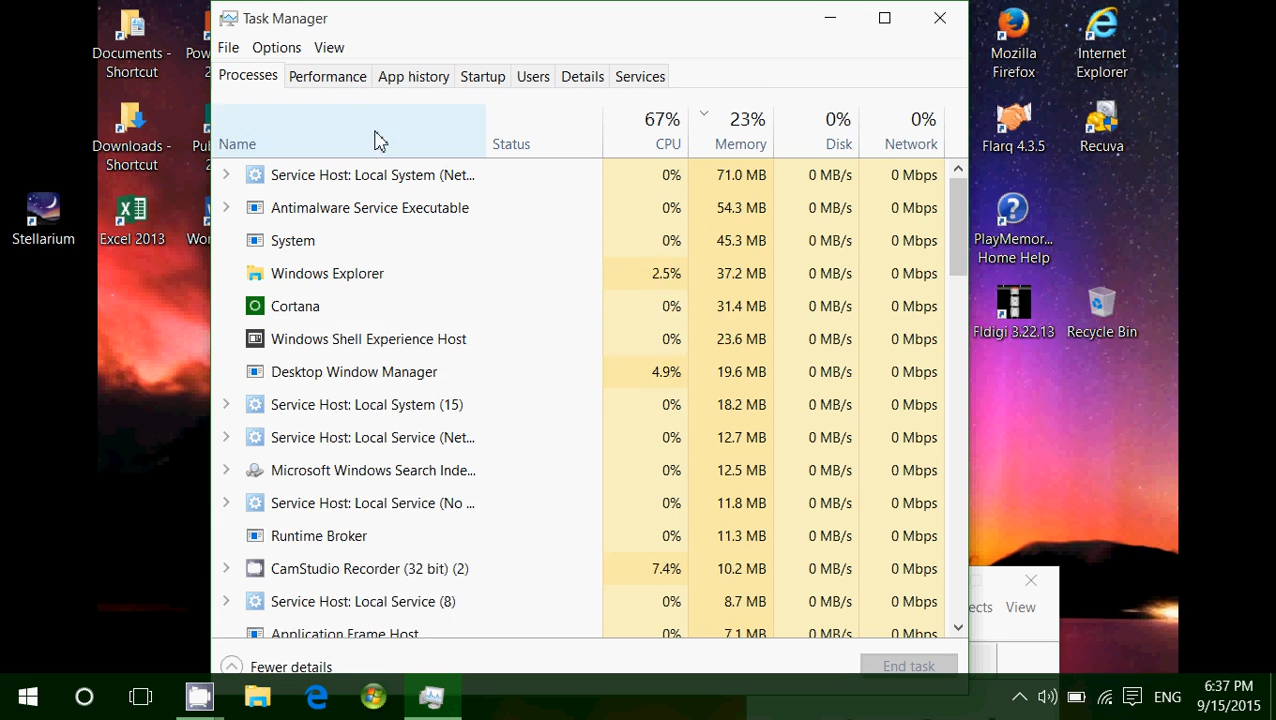 Task Manager
File Options View
Processes Performance App history Startup Users Details Services
67% 23% 0% 0%
Name Status CPU Memory Disk Network
Service Host: Local System (Net... 0% 71.0 MB 0 MB/s 0 Mbps
Antimalware Service Executable 0% 54.3 MB 0 MB/s 0 Mbps
System 0% 45.3 MB 0 MB/s 0 Mbps
Windows Explorer 2.5% 37.2 MB 0 MB/s 0 Mbps
Cortana 0% 31.4 MB 0 MB/s 0 Mbps
Windows Shell Experience Host 0% 23.6 MB 0 MB/s 0 Mbps
Desktop Window Manager 4.9% 19.6 MB 0 MB/s 0 Mbps
Service Host: Local System (15) 0% 18.2 MB 0 MB/s 0 Mbps
Service Host: Local Service (Net... 0% 12.7 MB 0 MB/s 0 Mbps
Microsoft Windows Search Inde... 0% 12.5 MB 0 MB/s 0 Mbps
Service Host: Local Service (No ... 0% 11.8 MB 0 MB/s 0 Mbps
Runtime Broker 0% 11.3 MB 0 MB/s 0 Mbps
CamStudio Recorder (32 bit) (2) 7.4% 10.2 MB 0 MB/s 0 Mbps
Service Host: Local Service (8) 0% 8.7 MB 0 MB/s 0 Mbps
Application Frame Host 0% 7.1 MB 0 MB/s 0 Mbps
Fewer details End task
Documents -
Shortcut
Downloads -
Shortcut
Stellarium
Excel 2013
Mozilla
Firefox
Internet
Explorer
Flarq 4.3.5
Recuva
PlayMemor...
Home Help
Fldigi 3.22.13
Recycle Bin
View
ENG
6:37 PM
9/15/2015